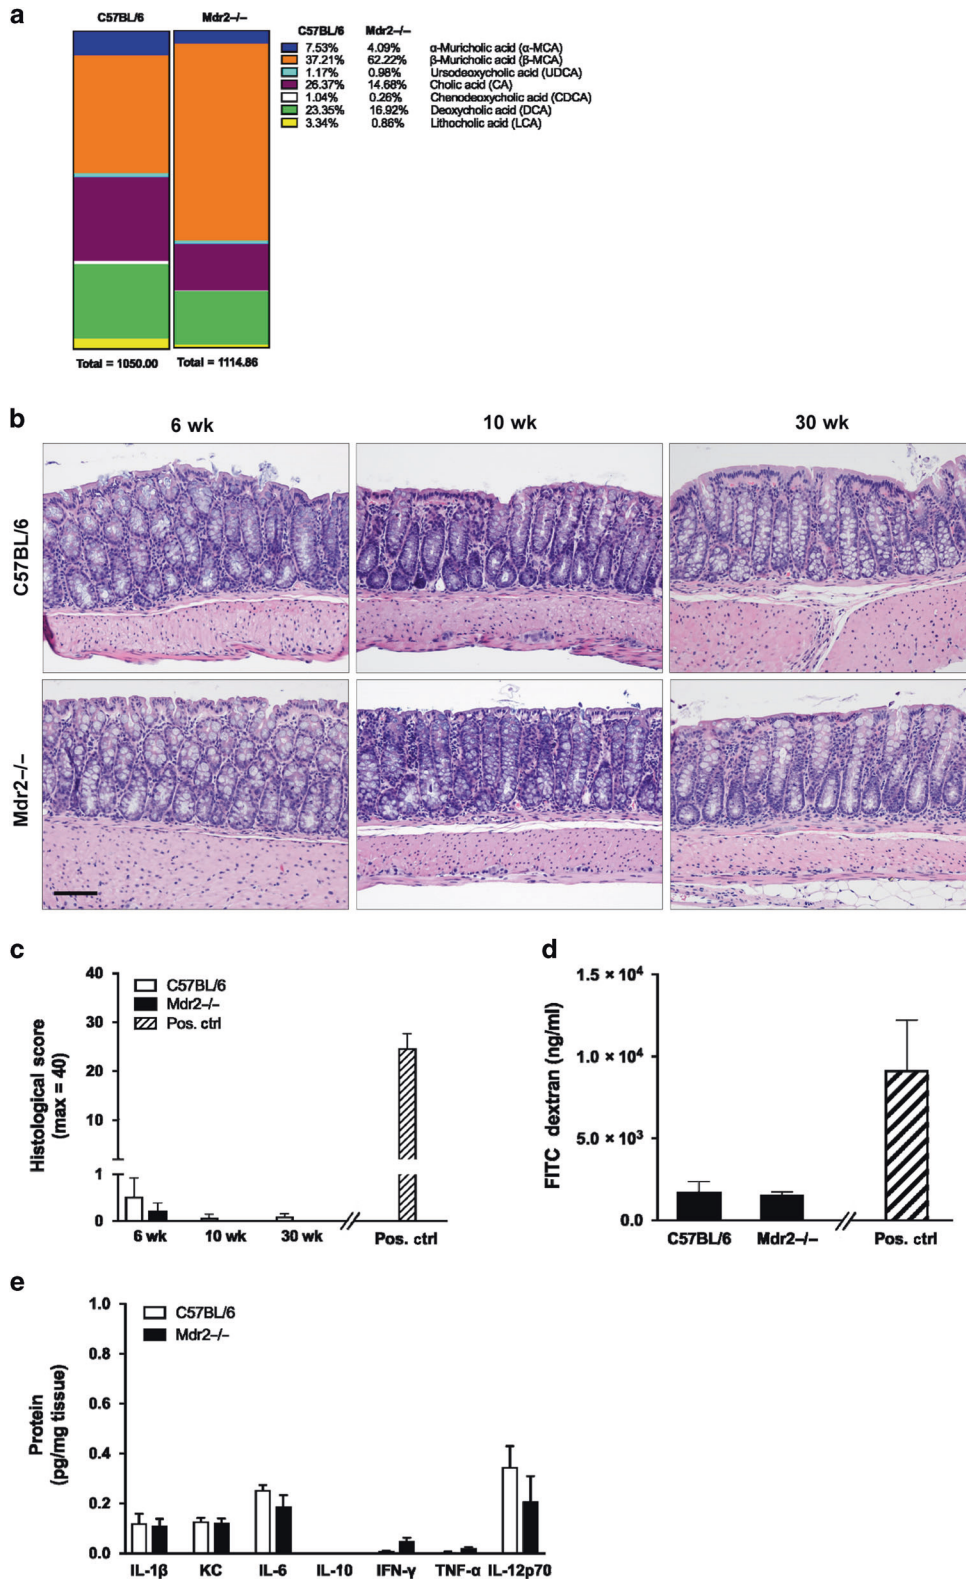 a
C57BL/6 Mdr2–/–
C57BL/6 Mdr2–/–
7.53% 4.09% α-Muricholic acid (α-MCA)
37.21% 62.22% β-Muricholic acid (β-MCA)
1.17% 0.98% Ursodeoxycholic acid (UDCA)
26.37% 14.68% Cholic acid (CA)
1.04% 0.26% Chenodeoxycholic acid (CDCA)
23.35% 16.92% Deoxycholic acid (DCA)
3.34% 0.86% Lithocholic acid (LCA)
Total = 1050.00 Total = 1114.86
b
6 wk 10 wk 30 wk
C57BL/6
Mdr2–/–
c
Histological score
(max = 40)
40
30
20
10
1
0
C57BL/6
Mdr2–/–
Pos. ctrl
6 wk 10 wk 30 wk Pos. ctrl
d
FITC dextran (ng/ml)
1.5 × 10⁴
1.0 × 10⁴
5.0 × 10³
0.0
C57BL/6 Mdr2–/– Pos. ctrl
e
Protein
(pg/mg tissue)
1.0
0.8
0.6
0.4
0.2
0.0
C57BL/6
Mdr2–/–
IL-1β KC IL-6 IL-10 IFN-γ TNF-α IL-12p70